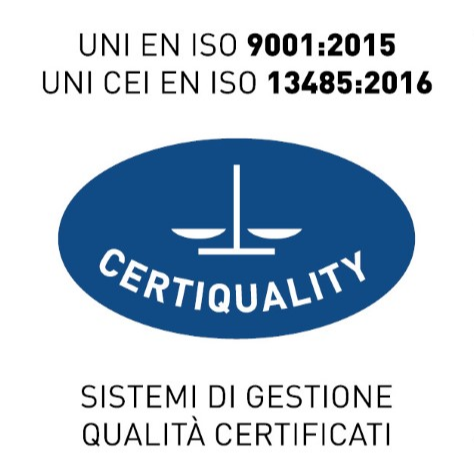 UNI EN ISO 9001:2015
UNI CEI EN ISO 13485:2016
CERTIQUALITY
SISTEMI DI GESTIONE
QUALITÀ CERTIFICATI